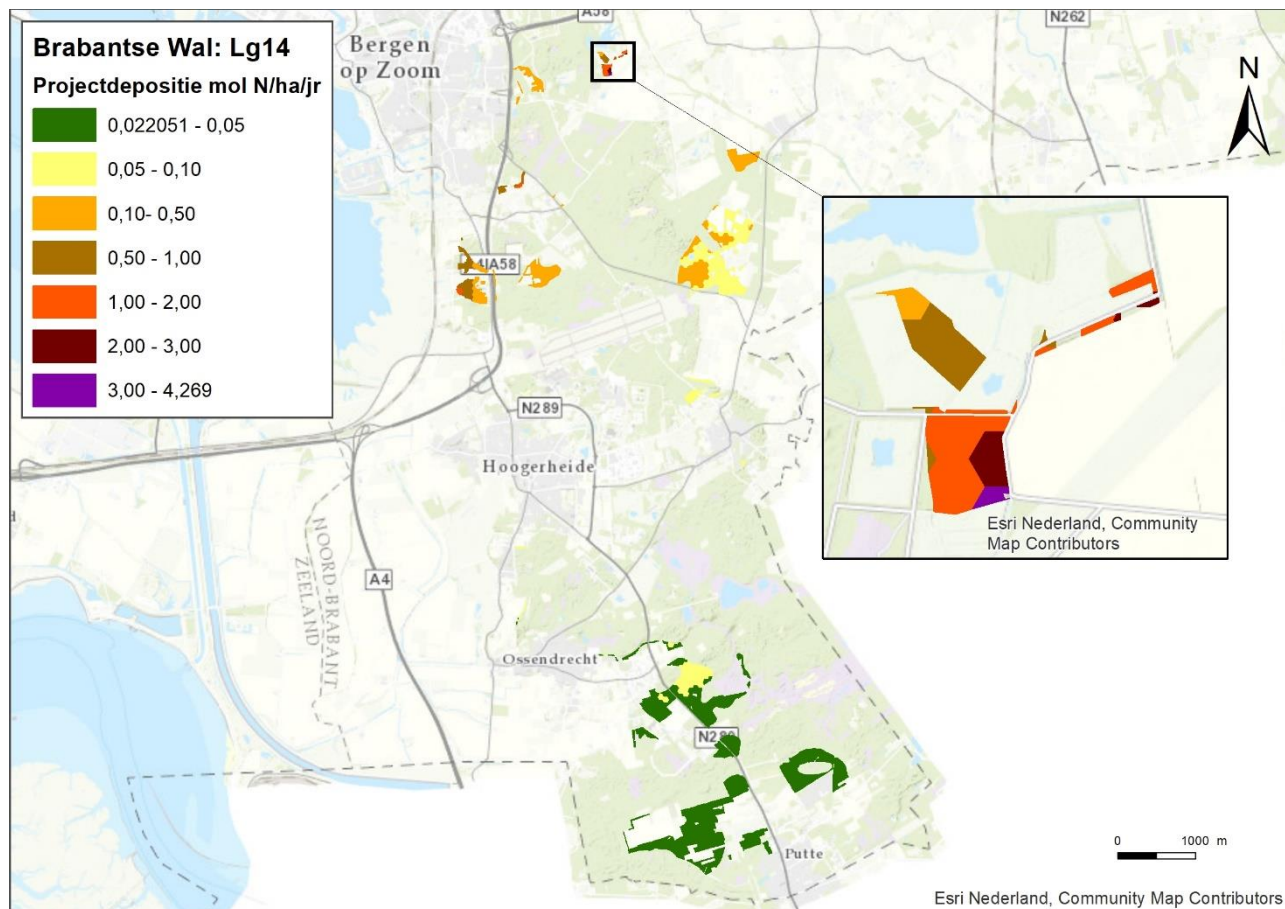 Brabantse Wal: Lg14
Projectdepositie mol N/ha/jr
0,022051 - 0,05
0,05 - 0,10
0,10- 0,50
0,50 - 1,00
1,00 - 2,00
2,00 - 3,00
3,00 - 4,269
A58
N262
Bergen
op Zoom
N
A58
N289
Hoogerheide
Esri Nederland, Community
Map Contributors
NOORD-BRABANT
ZEELAND
A4
Ossendrecht
Putte
0 1000 m
Esri Nederland, Community Map Contributors